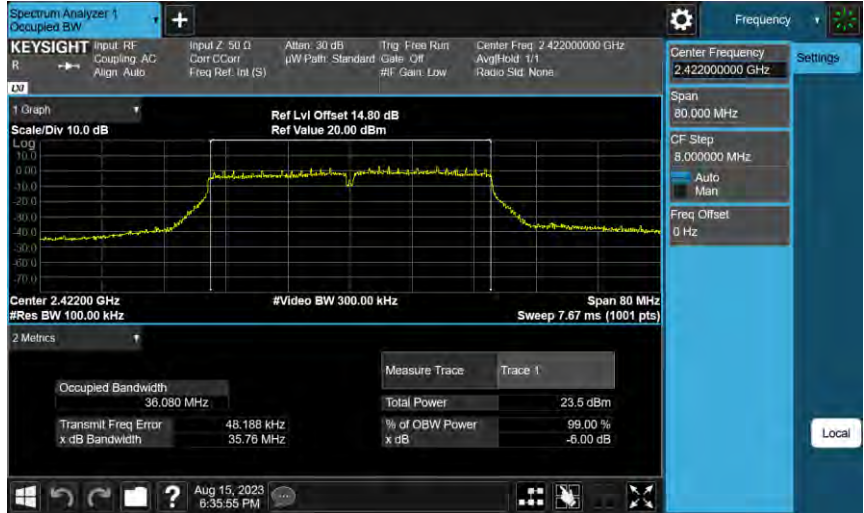 Spectrum Analyzer 1
Occupied BW
Frequency
KEYSIGHT
R
LXI
Input: RF
Coupling: AC
Align: Auto
Input Z: 50 Ω
Corr CCorr
Freq Ref: Int (S)
Atten: 30 dB
µW Path: Standard
Trig: Free Run
Gate: Off
#IF Gain: Low
Center Freq: 2.422000000 GHz
Avg|Hold: 1/1
Radio Std: None
Center Frequency
2.422000000 GHz
Settings
Span
80.000 MHz
CF Step
8.000000 MHz
Auto
Man
Freq Offset
0 Hz
Local
1 Graph
Scale/Div 10.0 dB
Ref Lvl Offset 14.80 dB
Ref Value 20.00 dBm
Log
10.0
0.00
-10.0
-20.0
-30.0
-40.0
-50.0
-60.0
-70.0
Center 2.42200 GHz
#Video BW 300.00 kHz
Span 80 MHz
#Res BW 100.00 kHz
Sweep 7.67 ms (1001 pts)
2 Metrics
Measure Trace
Trace 1
Occupied Bandwidth
36.080 MHz
Total Power
23.5 dBm
Transmit Freq Error
48.188 kHz
% of OBW Power
99.00 %
x dB Bandwidth
35.76 MHz
x dB
-6.00 dB
?
Aug 15, 2023
6:35:55 PM